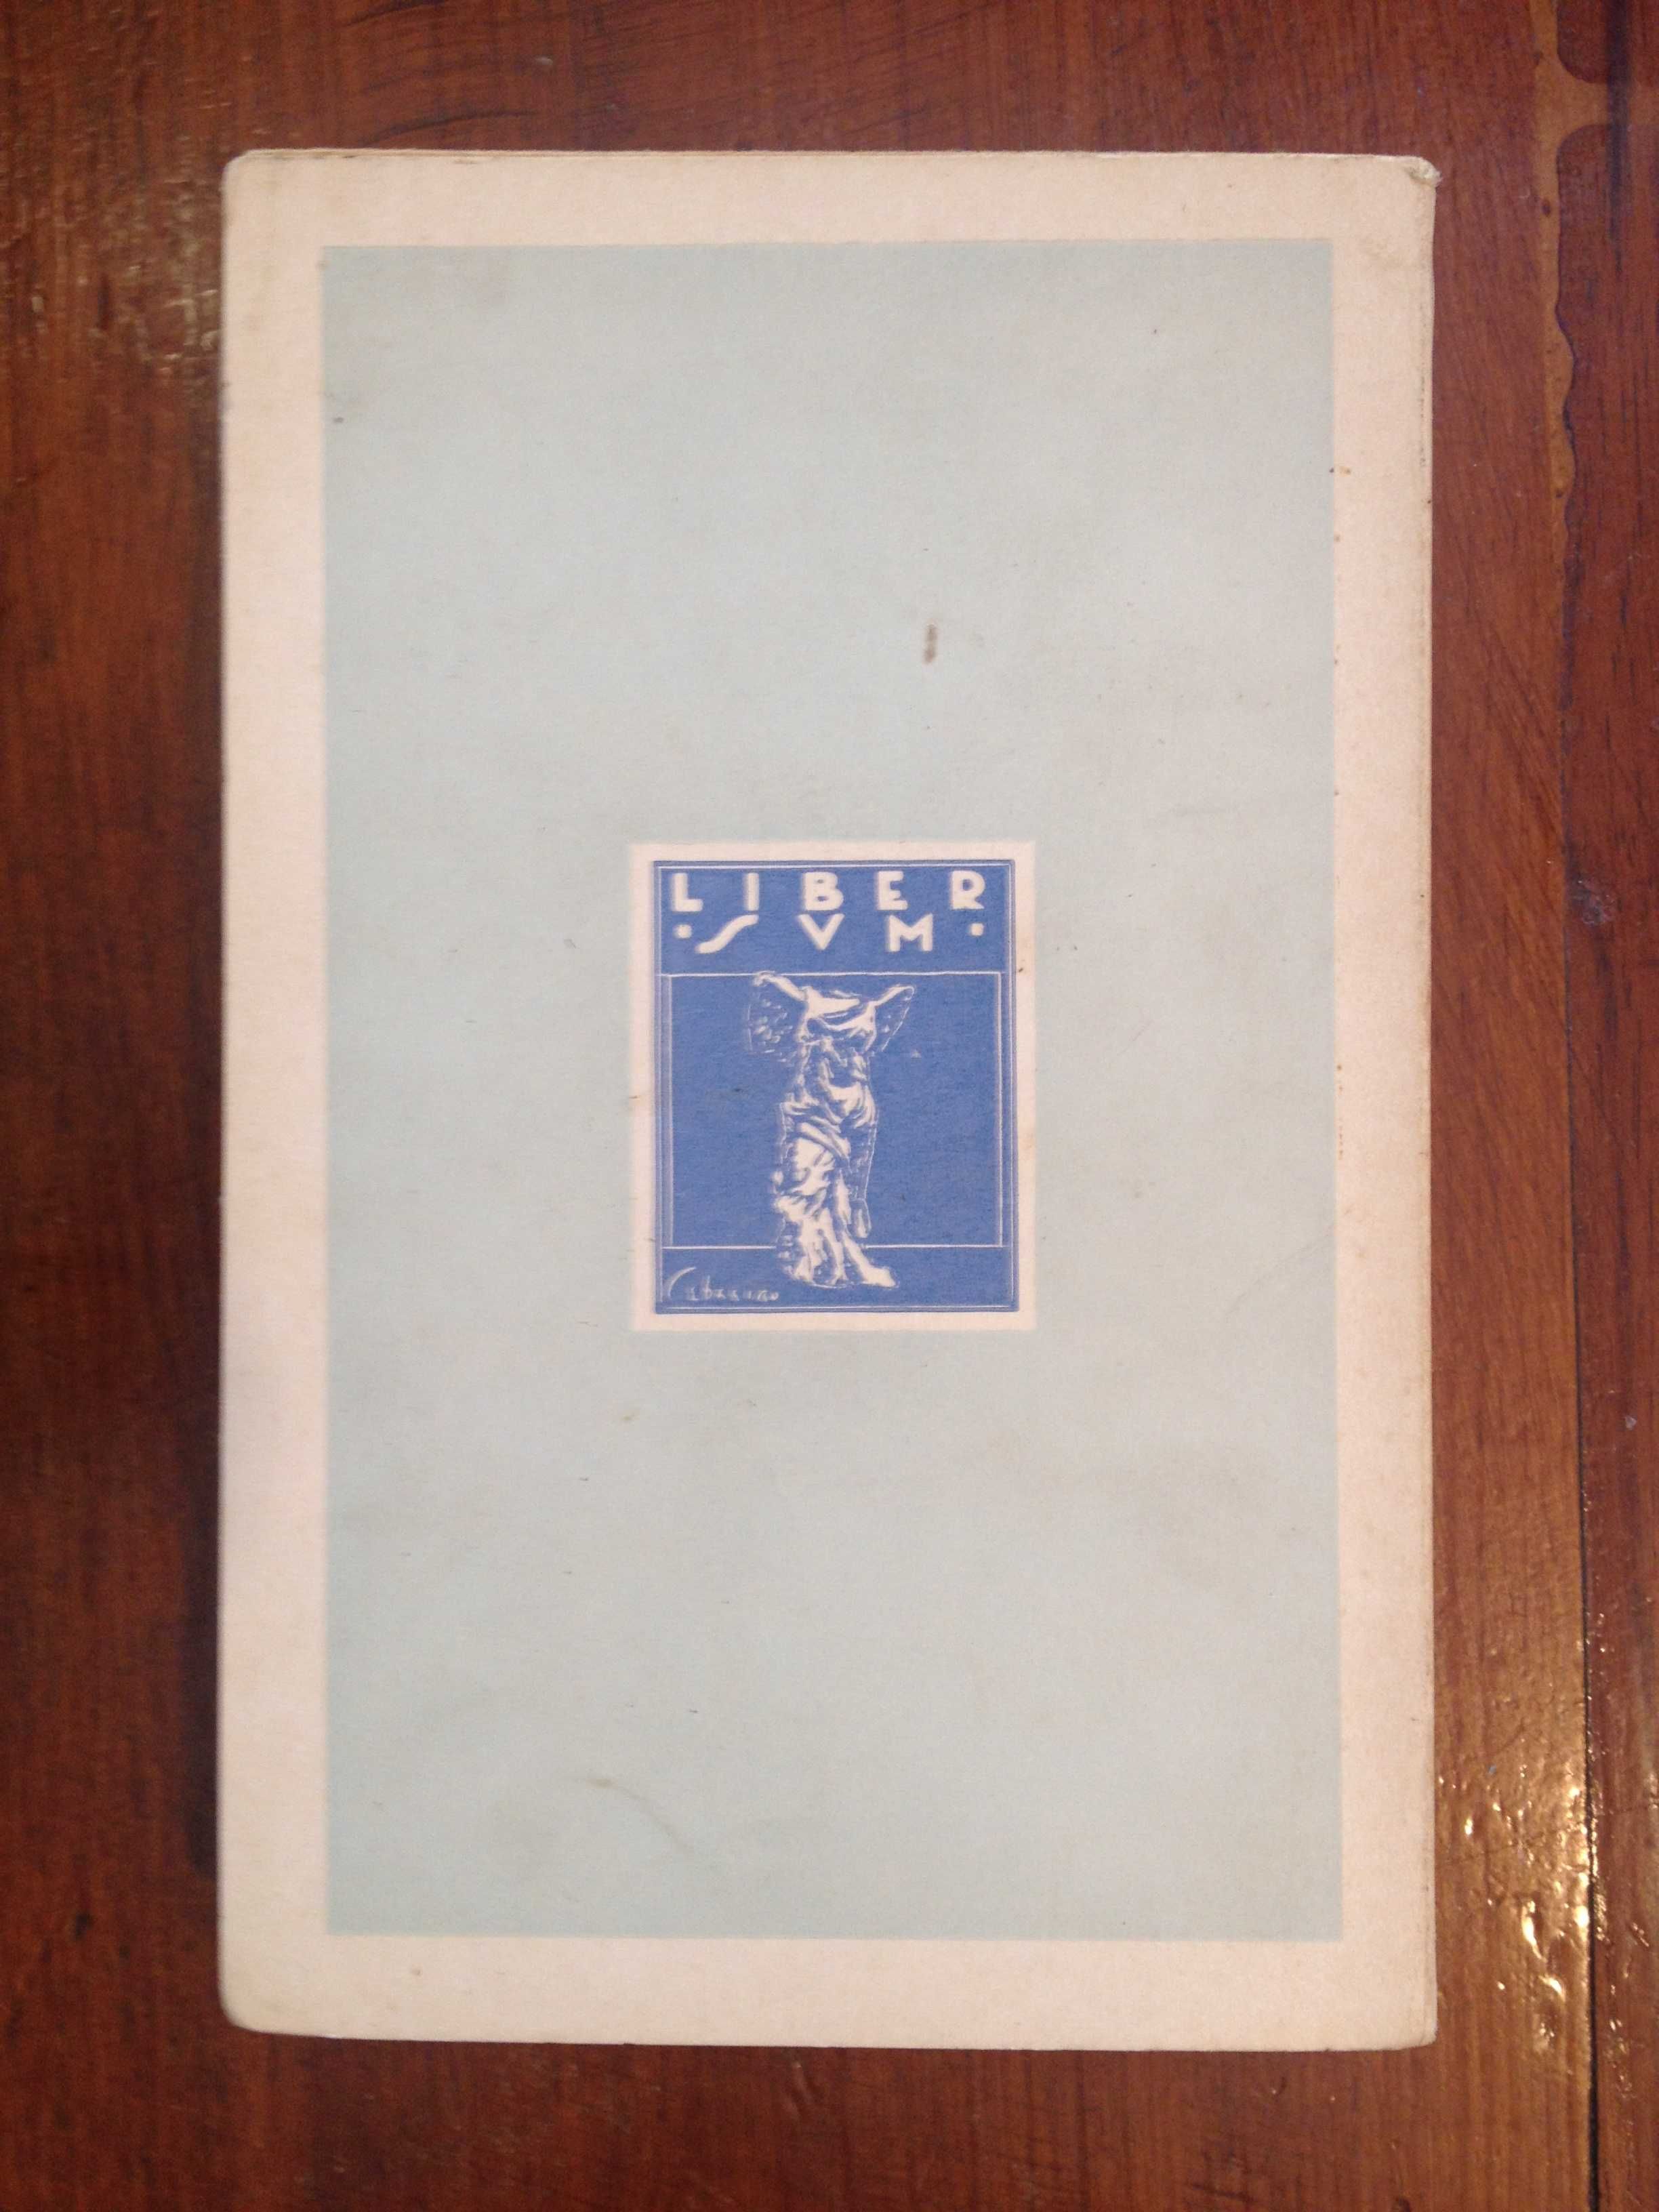 LIBER
• SVM •